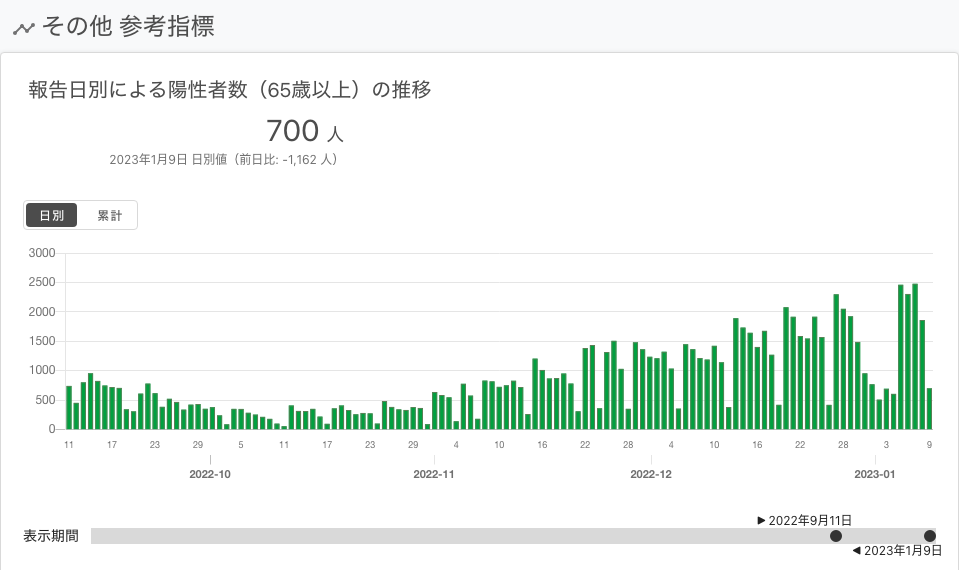 その他 参考指標
報告日別による陽性者数（65歳以上）の推移
700 人
2023年1月9日 日別値（前日比: -1,162 人）
日別 累計
3000
2500
2000
1500
1000
500
0
11 17 23 29 5 11 17 23 29 4 10 16 22 28 4 10 16 22 28 3 9
2022-10 2022-11 2022-12 2023-01
2022年9月11日
表示期間
2023年1月9日